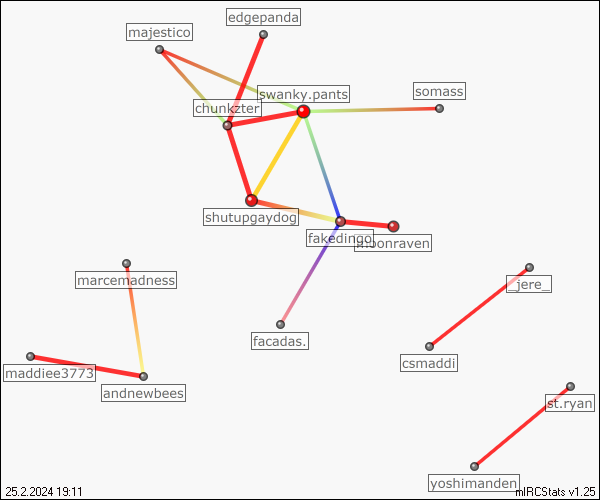 edgepanda
majestico
swanky.pants
somass
chunkzter
shutupgaydog
fakedingo
marcemadness
_jere_
facadas.
csmaddi
maddiee3773
andnewbees
st.ryan
yoshimanden
25.2.2024 19:11
mIRCStats v1.25